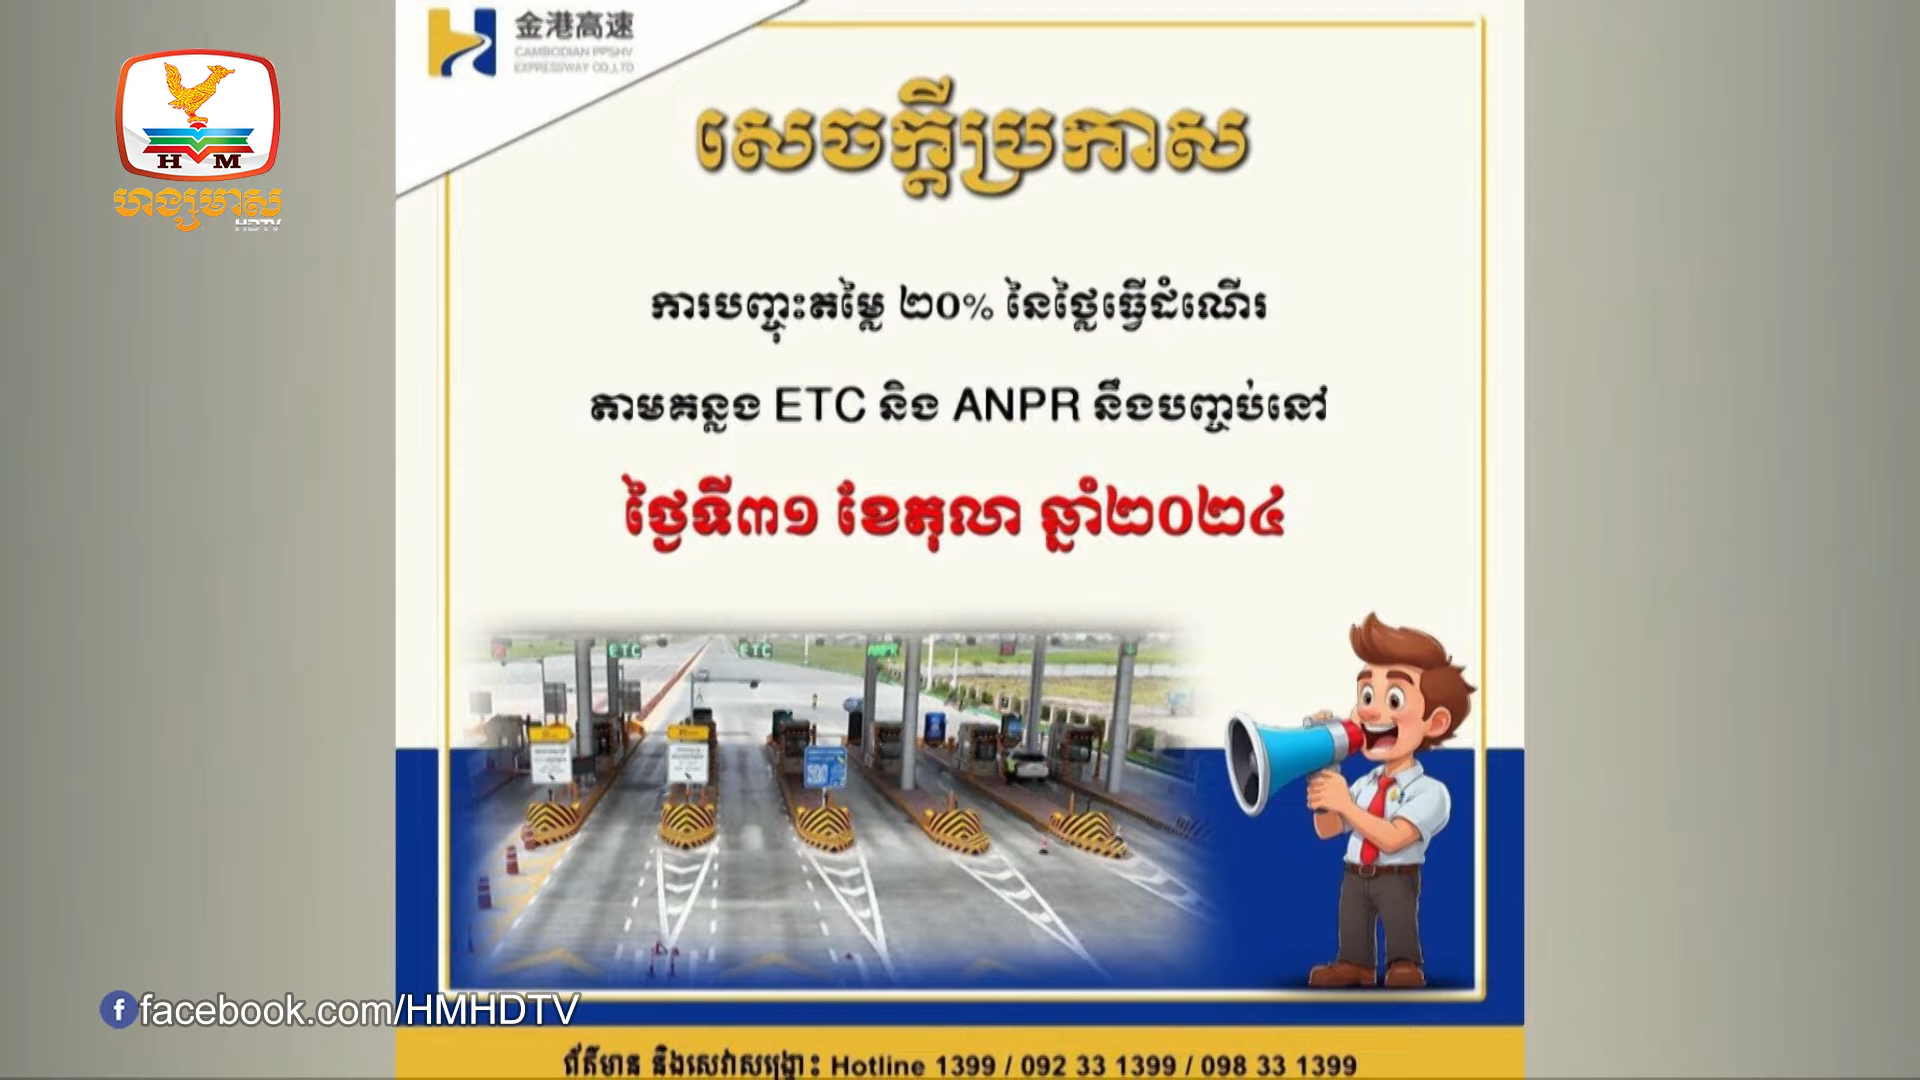 金港高速
CAMBODIAN PPSHV
EXPRESSWAY CO.,LTD
H M
ហង្សមាស
HDTV
សេចក្តីប្រកាស
ការបញ្ចុះតម្លៃ ២០% នៃថ្លៃធ្វើដំណើរ
តាមគន្លង ETC និង ANPR នឹងបញ្ចប់នៅ
ថ្ងៃទី៣១ ខែតុលា ឆ្នាំ២០២៤
ETC ETC ANPR
facebook.com/HMHDTV
ព័ត៌មាន និងសេវាសង្គ្រោះ Hotline 1399 / 092 33 1399 / 098 33 1399